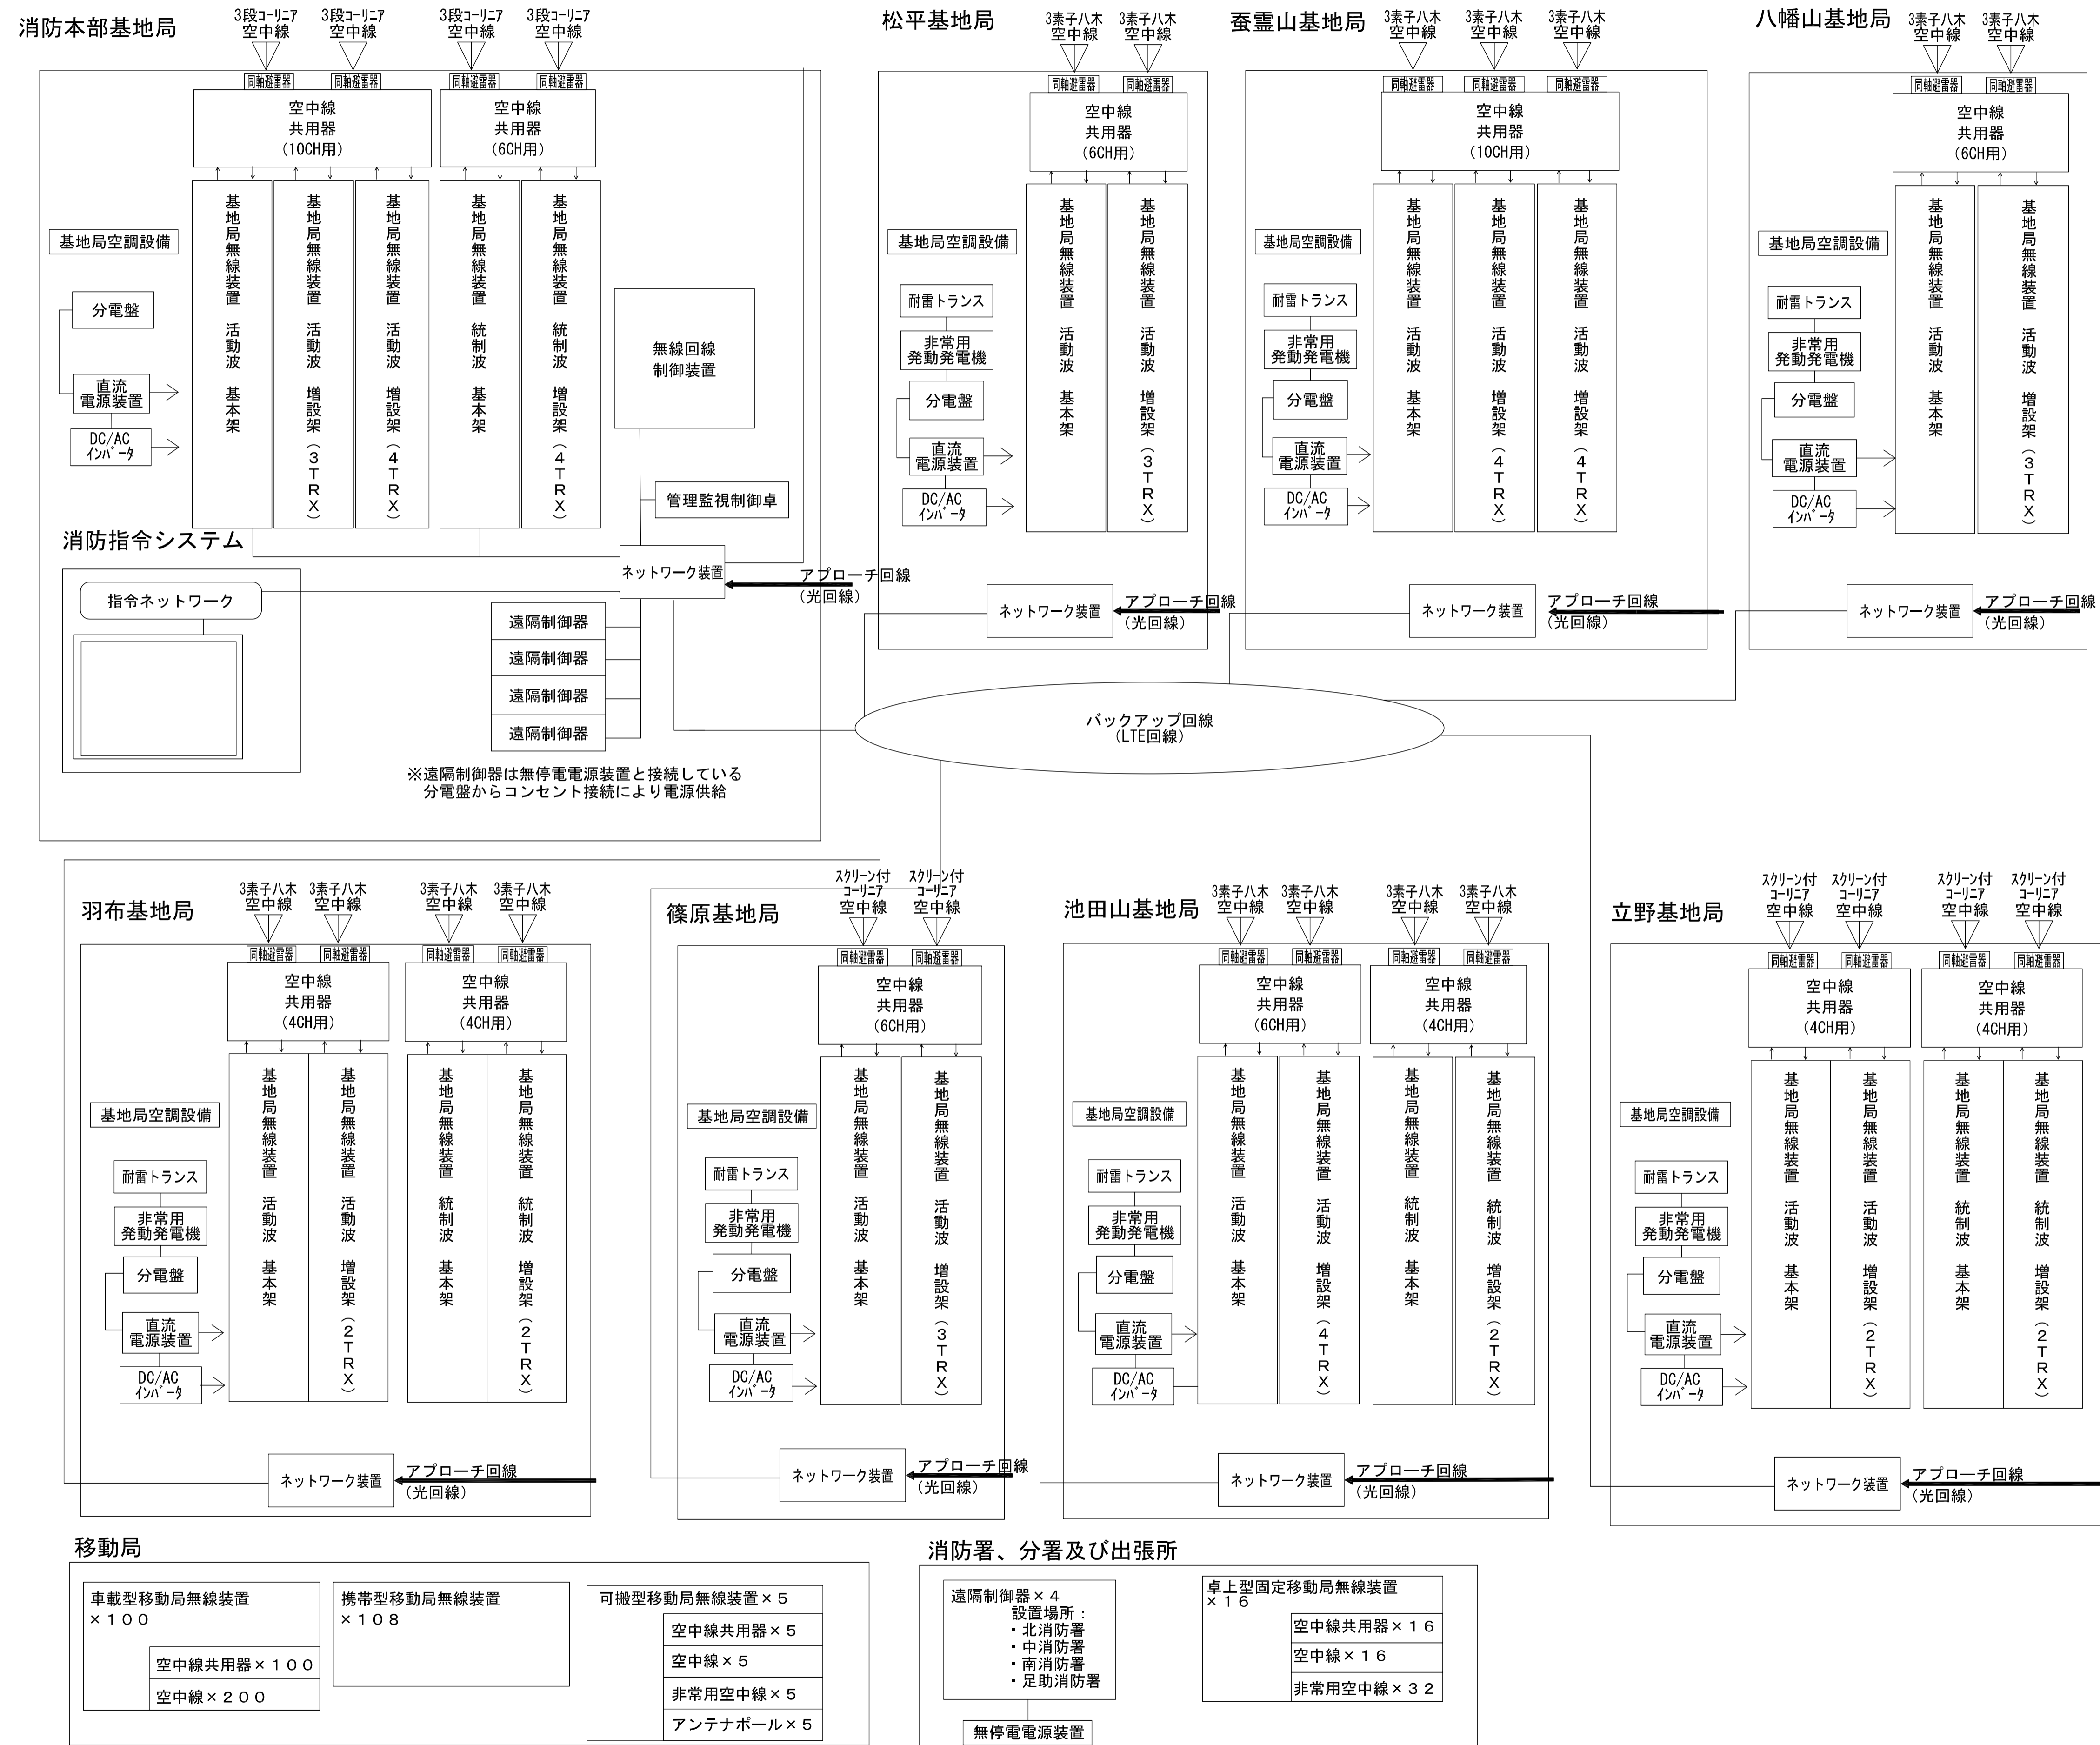 消防本部基地局
3段ｺｰﾘﾆｱ
空中線
3段ｺｰﾘﾆｱ
空中線
3段ｺｰﾘﾆｱ
空中線
3段ｺｰﾘﾆｱ
空中線
同軸避雷器
同軸避雷器
同軸避雷器
同軸避雷器
空中線
共用器
(10CH用)
空中線
共用器
(6CH用)
基地局空調設備
分電盤
直流
電源装置
DC/AC
ｲﾝﾊﾞｰﾀ
基地局無線装置　活動波　基本架
基地局無線装置　活動波　増設架（３ＴＲＸ）
基地局無線装置　活動波　増設架（４ＴＲＸ）
基地局無線装置　統制波　基本架
基地局無線装置　統制波　増設架（４ＴＲＸ）
無線回線
制御装置
管理監視制御卓
ネットワーク装置
アプローチ回線
(光回線)
消防指令システム
指令ネットワーク
遠隔制御器
遠隔制御器
遠隔制御器
遠隔制御器
※遠隔制御器は無停電電源装置と接続している
分電盤からコンセント接続により電源供給
松平基地局
3素子八木
空中線
3素子八木
空中線
同軸避雷器
同軸避雷器
空中線
共用器
(6CH用)
基地局空調設備
耐雷トランス
非常用
発動発電機
分電盤
直流
電源装置
DC/AC
ｲﾝﾊﾞｰﾀ
基地局無線装置　活動波　基本架
基地局無線装置　活動波　増設架（３ＴＲＸ）
ネットワーク装置
アプローチ回線
(光回線)
蚕霊山基地局
3素子八木
空中線
3素子八木
空中線
3素子八木
空中線
同軸避雷器
同軸避雷器
同軸避雷器
空中線
共用器
(10CH用)
基地局空調設備
耐雷トランス
非常用
発動発電機
分電盤
直流
電源装置
DC/AC
ｲﾝﾊﾞｰﾀ
基地局無線装置　活動波　基本架
基地局無線装置　活動波　増設架（４ＴＲＸ）
基地局無線装置　活動波　増設架（４ＴＲＸ）
ネットワーク装置
アプローチ回線
(光回線)
八幡山基地局
3素子八木
空中線
3素子八木
空中線
同軸避雷器
同軸避雷器
空中線
共用器
(6CH用)
基地局空調設備
耐雷トランス
非常用
発動発電機
分電盤
直流
電源装置
DC/AC
ｲﾝﾊﾞｰﾀ
基地局無線装置　活動波　基本架
基地局無線装置　活動波　増設架（３ＴＲＸ）
ネットワーク装置
アプローチ回線
(光回線)
バックアップ回線
(LTE回線)
羽布基地局
3素子八木
空中線
3素子八木
空中線
3素子八木
空中線
3素子八木
空中線
同軸避雷器
同軸避雷器
同軸避雷器
同軸避雷器
空中線
共用器
(4CH用)
空中線
共用器
(4CH用)
基地局空調設備
耐雷トランス
非常用
発動発電機
分電盤
直流
電源装置
DC/AC
ｲﾝﾊﾞｰﾀ
基地局無線装置　活動波　基本架
基地局無線装置　活動波　増設架（２ＴＲＸ）
基地局無線装置　統制波　基本架
基地局無線装置　統制波　増設架（２ＴＲＸ）
ネットワーク装置
アプローチ回線
(光回線)
篠原基地局
ｽｸﾘｰﾝ付
ｺｰﾘﾆｱ
空中線
ｽｸﾘｰﾝ付
ｺｰﾘﾆｱ
空中線
同軸避雷器
同軸避雷器
空中線
共用器
(6CH用)
基地局空調設備
耐雷トランス
非常用
発動発電機
分電盤
直流
電源装置
DC/AC
ｲﾝﾊﾞｰﾀ
基地局無線装置　活動波　基本架
基地局無線装置　活動波　増設架（３ＴＲＸ）
ネットワーク装置
アプローチ回線
(光回線)
池田山基地局
3素子八木
空中線
3素子八木
空中線
3素子八木
空中線
3素子八木
空中線
同軸避雷器
同軸避雷器
同軸避雷器
同軸避雷器
空中線
共用器
(6CH用)
空中線
共用器
(4CH用)
基地局空調設備
耐雷トランス
非常用
発動発電機
分電盤
直流
電源装置
DC/AC
ｲﾝﾊﾞｰﾀ
基地局無線装置　活動波　基本架
基地局無線装置　活動波　増設架（４ＴＲＸ）
基地局無線装置　統制波　基本架
基地局無線装置　統制波　増設架（２ＴＲＸ）
ネットワーク装置
アプローチ回線
(光回線)
立野基地局
ｽｸﾘｰﾝ付
ｺｰﾘﾆｱ
空中線
ｽｸﾘｰﾝ付
ｺｰﾘﾆｱ
空中線
ｽｸﾘｰﾝ付
ｺｰﾘﾆｱ
空中線
ｽｸﾘｰﾝ付
ｺｰﾘﾆｱ
空中線
同軸避雷器
同軸避雷器
同軸避雷器
同軸避雷器
空中線
共用器
(4CH用)
空中線
共用器
(4CH用)
基地局空調設備
耐雷トランス
非常用
発動発電機
分電盤
直流
電源装置
DC/AC
ｲﾝﾊﾞｰﾀ
基地局無線装置　活動波　基本架
基地局無線装置　活動波　増設架（２ＴＲＸ）
基地局無線装置　統制波　基本架
基地局無線装置　統制波　増設架（２ＴＲＸ）
ネットワーク装置
アプローチ回線
(光回線)
移動局
車載型移動局無線装置
×１００
空中線共用器×１００
空中線×２００
携帯型移動局無線装置
×１０８
可搬型移動局無線装置×５
空中線共用器×５
空中線×５
非常用空中線×５
アンテナポール×５
消防署、分署及び出張所
遠隔制御器×４
設置場所：
・北消防署
・中消防署
・南消防署
・足助消防署
無停電電源装置
卓上型固定移動局無線装置
×１６
空中線共用器×１６
空中線×１６
非常用空中線×３２